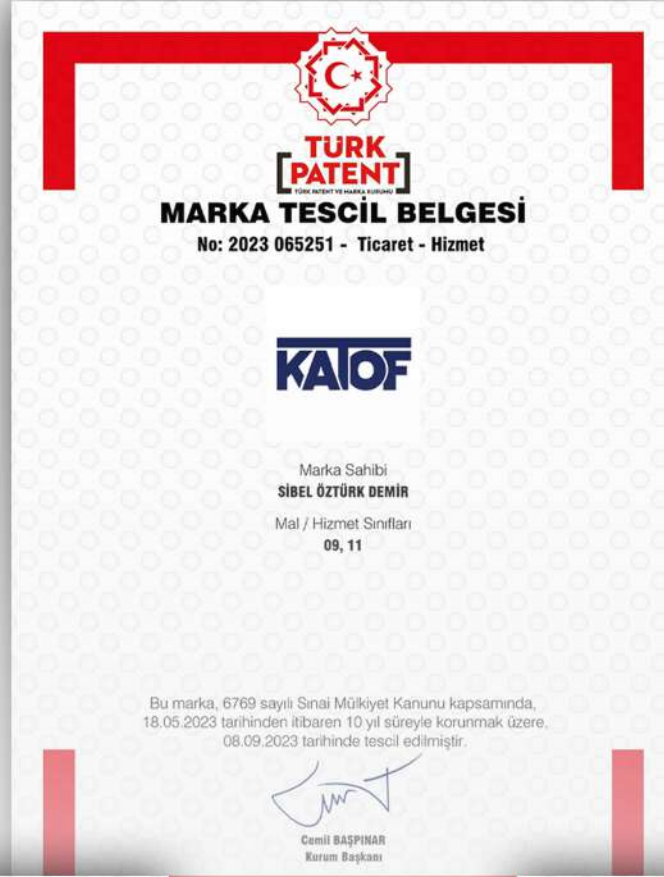 TÜRK
PATENT
TÜRK PATENT VE MARKA KURUMU
MARKA TESCİL BELGESİ
No: 2023 065251 - Ticaret - Hizmet
KATOF
Marka Sahibi
SİBEL ÖZTÜRK DEMİR
Mal / Hizmet Sınıfları
09, 11
Bu marka, 6769 sayılı Sınai Mülkiyet Kanunu kapsamında,
18.05.2023 tarihinden itibaren 10 yıl süreyle korunmak üzere,
08.09.2023 tarihinde tescil edilmiştir.
Cemil BAŞPINAR
Kurum Başkanı